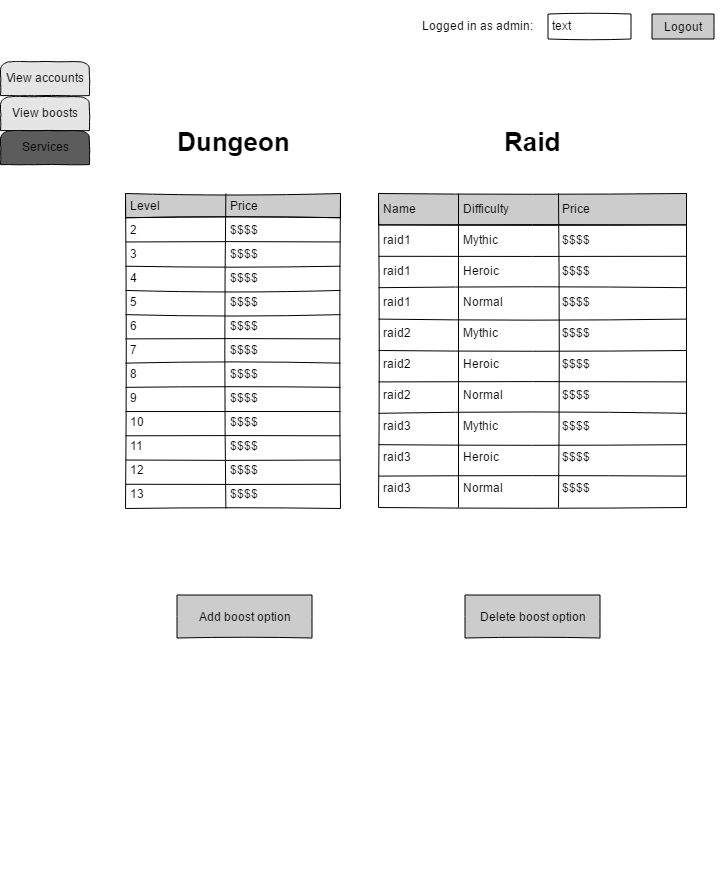 Logged in as admin: text Logout
View accounts
View boosts
Services
Dungeon
Level Price
2 $$$$
3 $$$$
4 $$$$
5 $$$$
6 $$$$
7 $$$$
8 $$$$
9 $$$$
10 $$$$
11 $$$$
12 $$$$
13 $$$$
Raid
Name Difficulty Price
raid1 Mythic $$$$
raid1 Heroic $$$$
raid1 Normal $$$$
raid2 Mythic $$$$
raid2 Heroic $$$$
raid2 Normal $$$$
raid3 Mythic $$$$
raid3 Heroic $$$$
raid3 Normal $$$$
Add boost option
Delete boost option